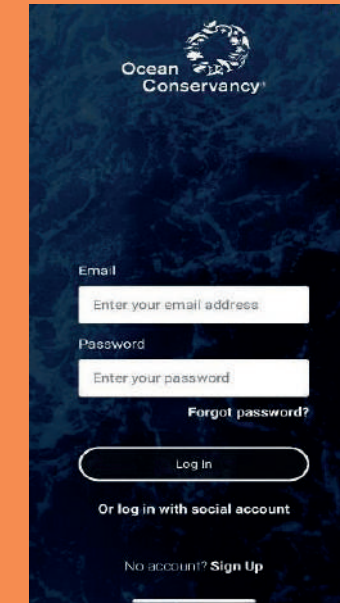 Ocean
Conservancy®
Email
Enter your email address
Password
Enter your password
Forgot password?
Log In
Or log in with social account
No account? Sign Up